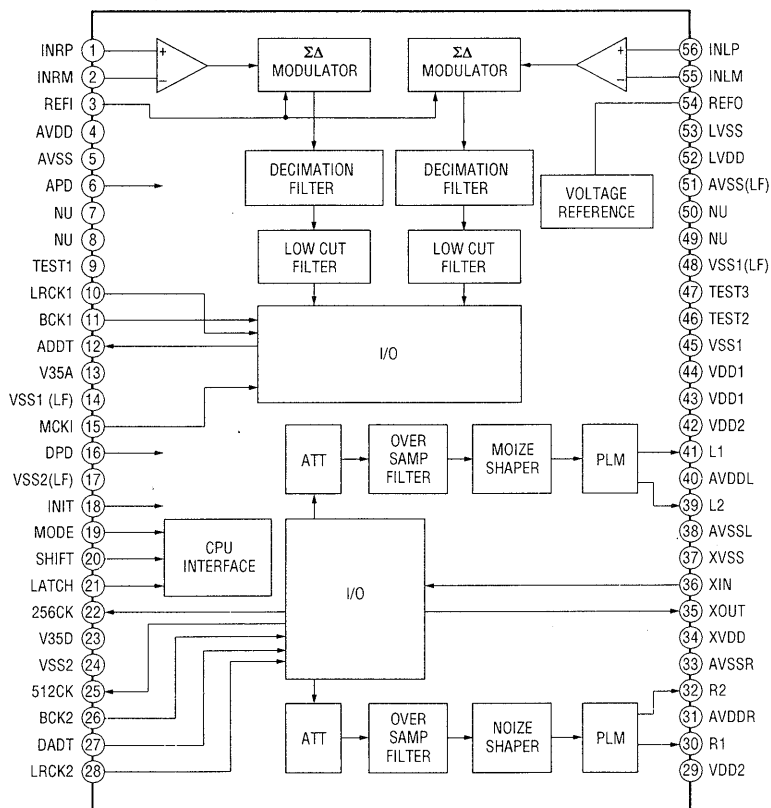 INRP 1 + ΣΔ MODULATOR ΣΔ MODULATOR + 56 INLP
INRM 2 − − 55 INLM
REFI 3 54 REFO
AVDD 4 53 LVSS
AVSS 5 52 LVDD
APD 6 DECIMATION FILTER DECIMATION FILTER VOLTAGE REFERENCE 51 AVSS(LF)
NU 7 50 NU
NU 8 49 NU
TEST1 9 LOW CUT FILTER LOW CUT FILTER 48 VSS1(LF)
LRCK1 10 47 TEST3
BCK1 11 46 TEST2
ADDT 12 I/O 45 VSS1
V35A 13 44 VDD1
VSS1 (LF) 14 43 VDD1
MCKI 15 42 VDD2
DPD 16 ATT OVER SAMP FILTER MOIZE SHAPER PLM 41 L1
VSS2(LF) 17 40 AVDDL
INIT 18 39 L2
MODE 19 38 AVSSL
SHIFT 20 CPU INTERFACE 37 XVSS
LATCH 21 I/O 36 XIN
256CK 22 35 XOUT
V35D 23 34 XVDD
VSS2 24 33 AVSSR
512CK 25 32 R2
BCK2 26 31 AVDDR
DADT 27 ATT OVER SAMP FILTER NOIZE SHAPER PLM 30 R1
LRCK2 28 29 VDD2